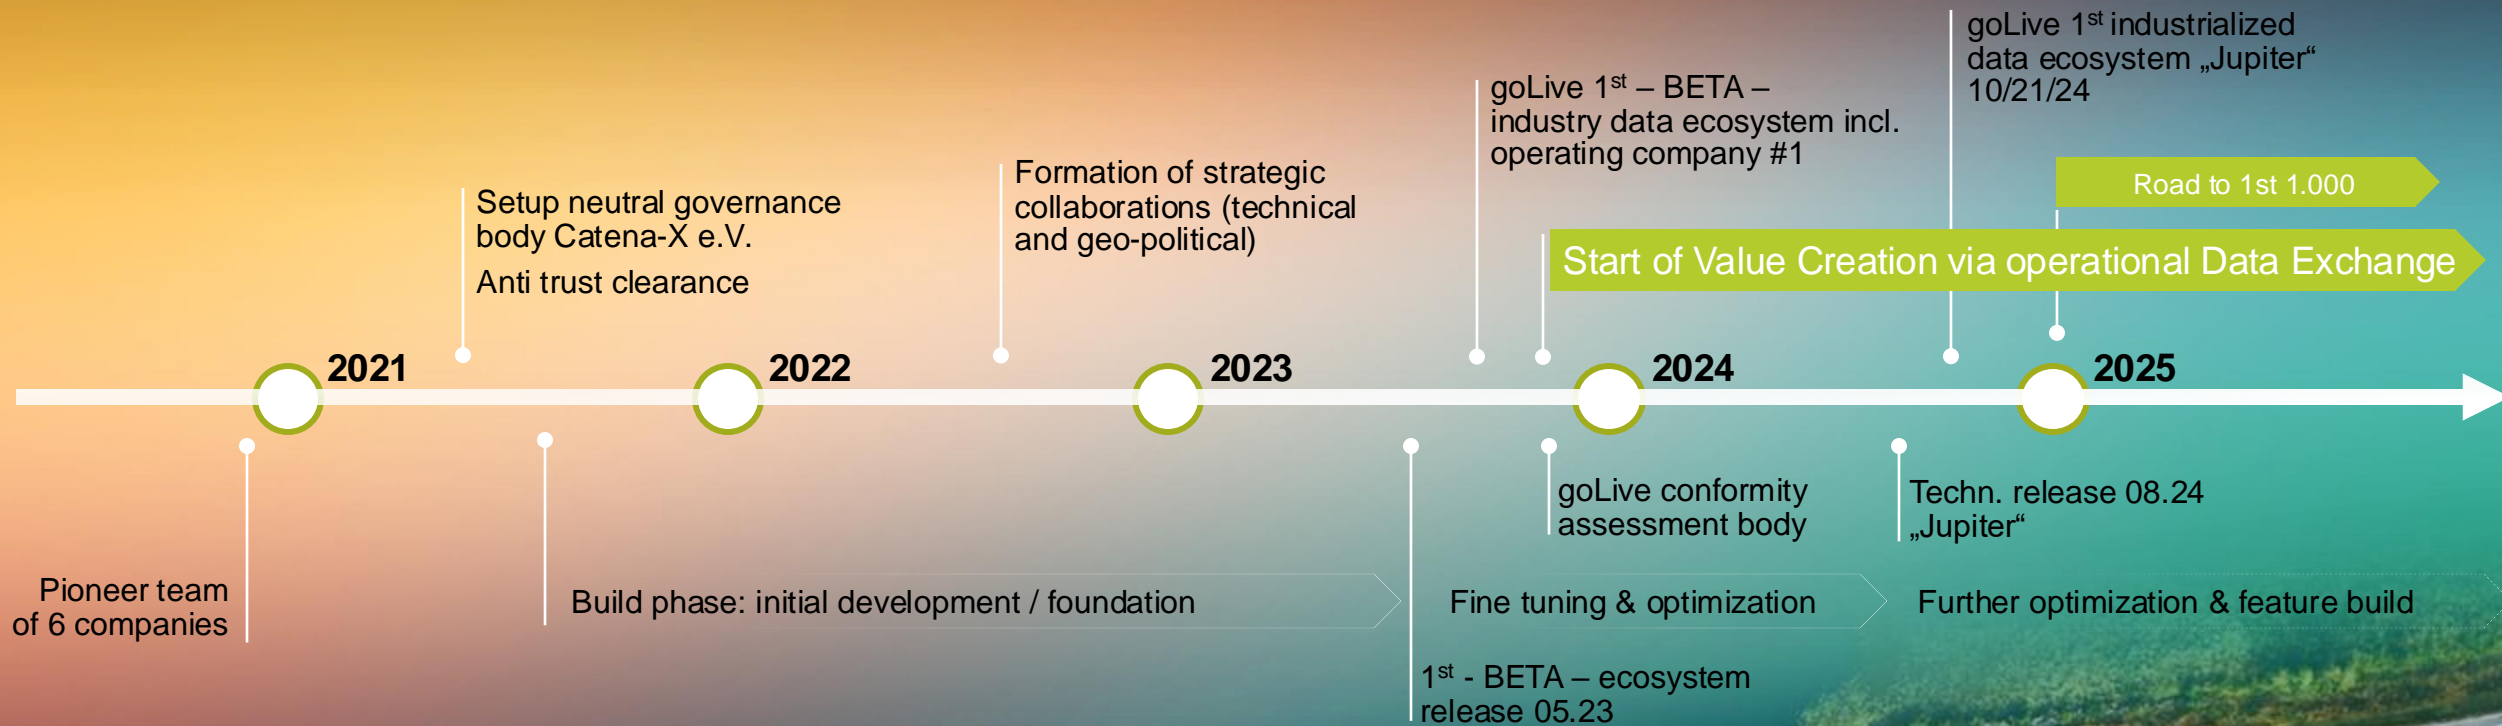 goLive 1st industrialized
data ecosystem „Jupiter“
10/21/24
goLive 1st – BETA –
industry data ecosystem incl.
operating company #1
Formation of strategic
collaborations (technical
and geo-political)
Setup neutral governance
body Catena-X e.V.
Anti trust clearance
Road to 1st 1.000
Start of Value Creation via operational Data Exchange
2021
2022
2023
2024
2025
goLive conformity
assessment body
Techn. release 08.24
„Jupiter“
Pioneer team
of 6 companies
Build phase: initial development / foundation
Fine tuning & optimization
Further optimization & feature build
1st - BETA – ecosystem
release 05.23